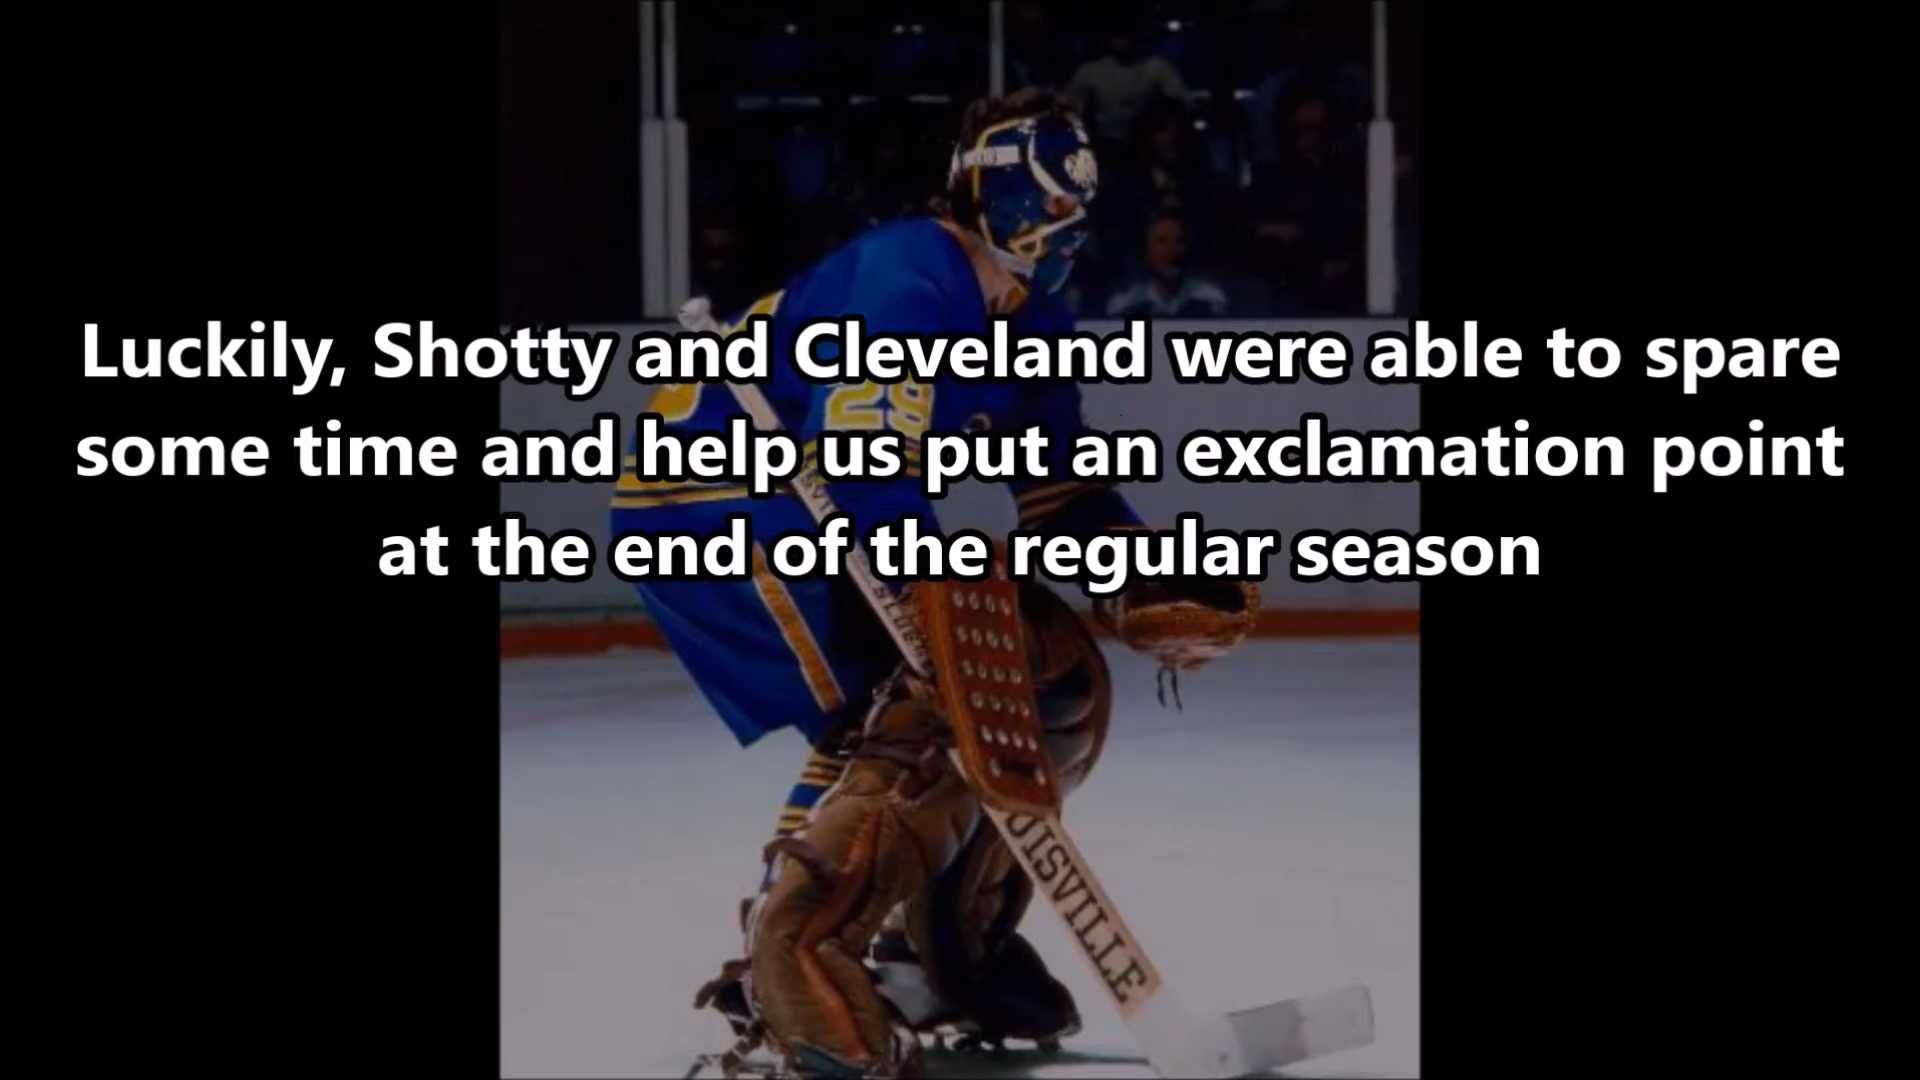 Luckily, Shotty and Cleveland were able to spare
some time and help us put an exclamation point
at the end of the regular season
29